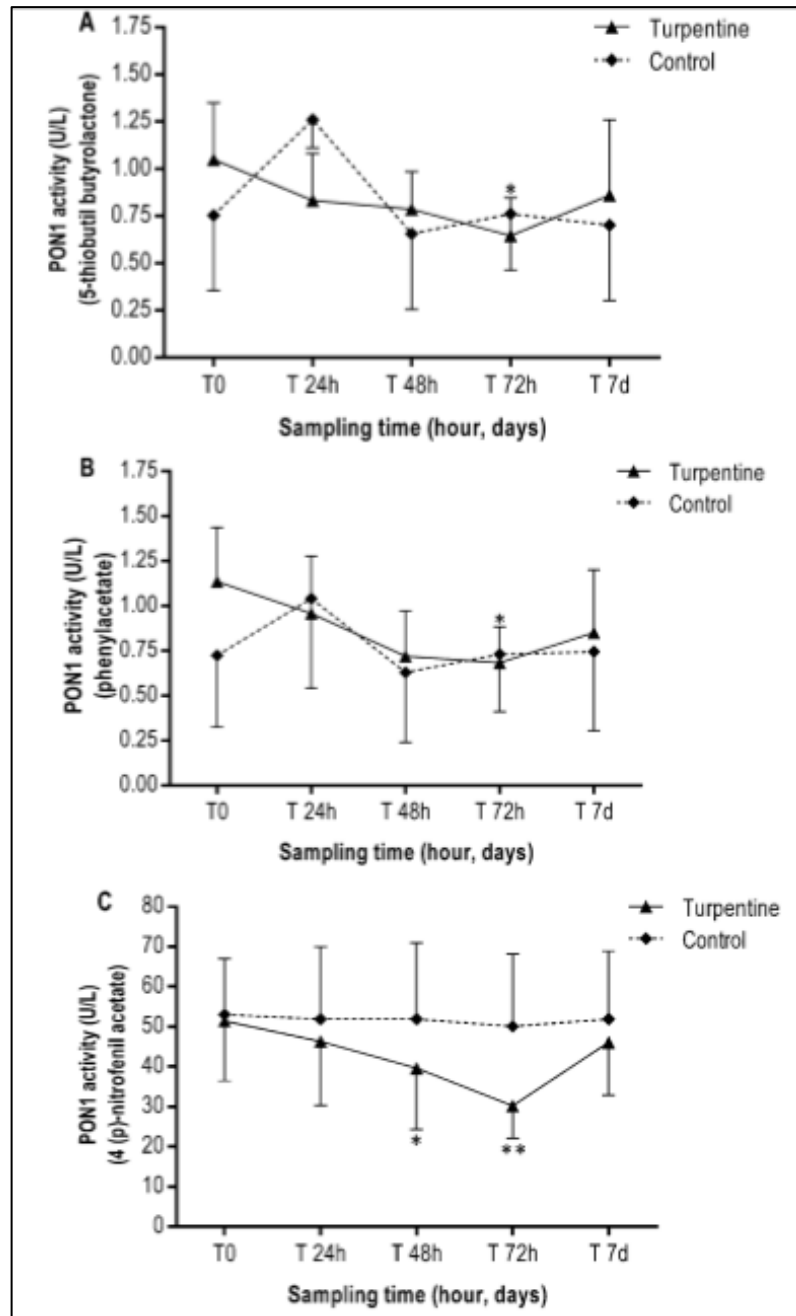 A
Turpentine
Control
PON1 activity (U/L)
(5-thiobutil butyrolactone)
1.75
1.50
1.25
1.00
0.75
0.50
0.25
0.00
*
T0 T 24h T 48h T 72h T 7d
Sampling time (hour, days)
B
Turpentine
Control
PON1 activity (U/L)
(phenylacetate)
1.75
1.50
1.25
1.00
0.75
0.50
0.25
0.00
*
T0 T 24h T 48h T 72h T 7d
Sampling time (hour, days)
C
Turpentine
Control
PON1 activity (U/L)
(4 (p)-nitrofenil acetate)
80
70
60
50
40
30
20
10
0
* **
T0 T 24h T 48h T 72h T 7d
Sampling time (hour, days)